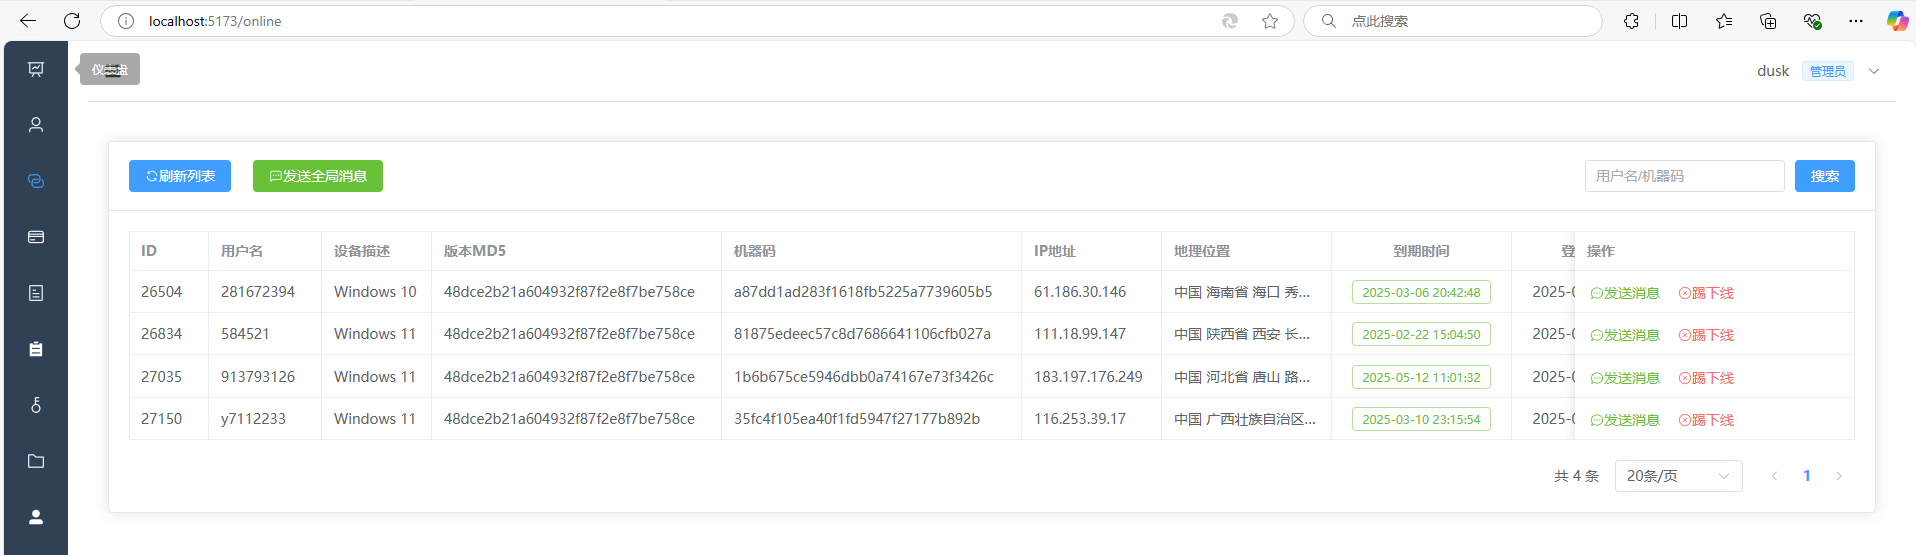 localhost:5173/online
点此搜索
仪表盘
dusk 管理员
刷新列表 发送全局消息 用户名/机器码 搜索
ID 用户名 设备描述 版本MD5 机器码 IP地址 地理位置 到期时间 登 操作
26504 281672394 Windows 10 48dce2b21a604932f87f2e8f7be758ce a87dd1ad283f1618fb5225a7739605b5 61.186.30.146 中国 海南省 海口 秀... 2025-03-06 20:42:48 2025-0 发送消息 踢下线
26834 584521 Windows 11 48dce2b21a604932f87f2e8f7be758ce 81875edeec57c8d7686641106cfb027a 111.18.99.147 中国 陕西省 西安 长... 2025-02-22 15:04:50 2025-0 发送消息 踢下线
27035 913793126 Windows 11 48dce2b21a604932f87f2e8f7be758ce 1b6b675ce5946dbb0a74167e73f3426c 183.197.176.249 中国 河北省 唐山 路... 2025-05-12 11:01:32 2025-0 发送消息 踢下线
27150 y7112233 Windows 11 48dce2b21a604932f87f2e8f7be758ce 35fc4f105ea40f1fd5947f27177b892b 116.253.39.17 中国 广西壮族自治区... 2025-03-10 23:15:54 2025-0 发送消息 踢下线
共 4 条 20条/页 1